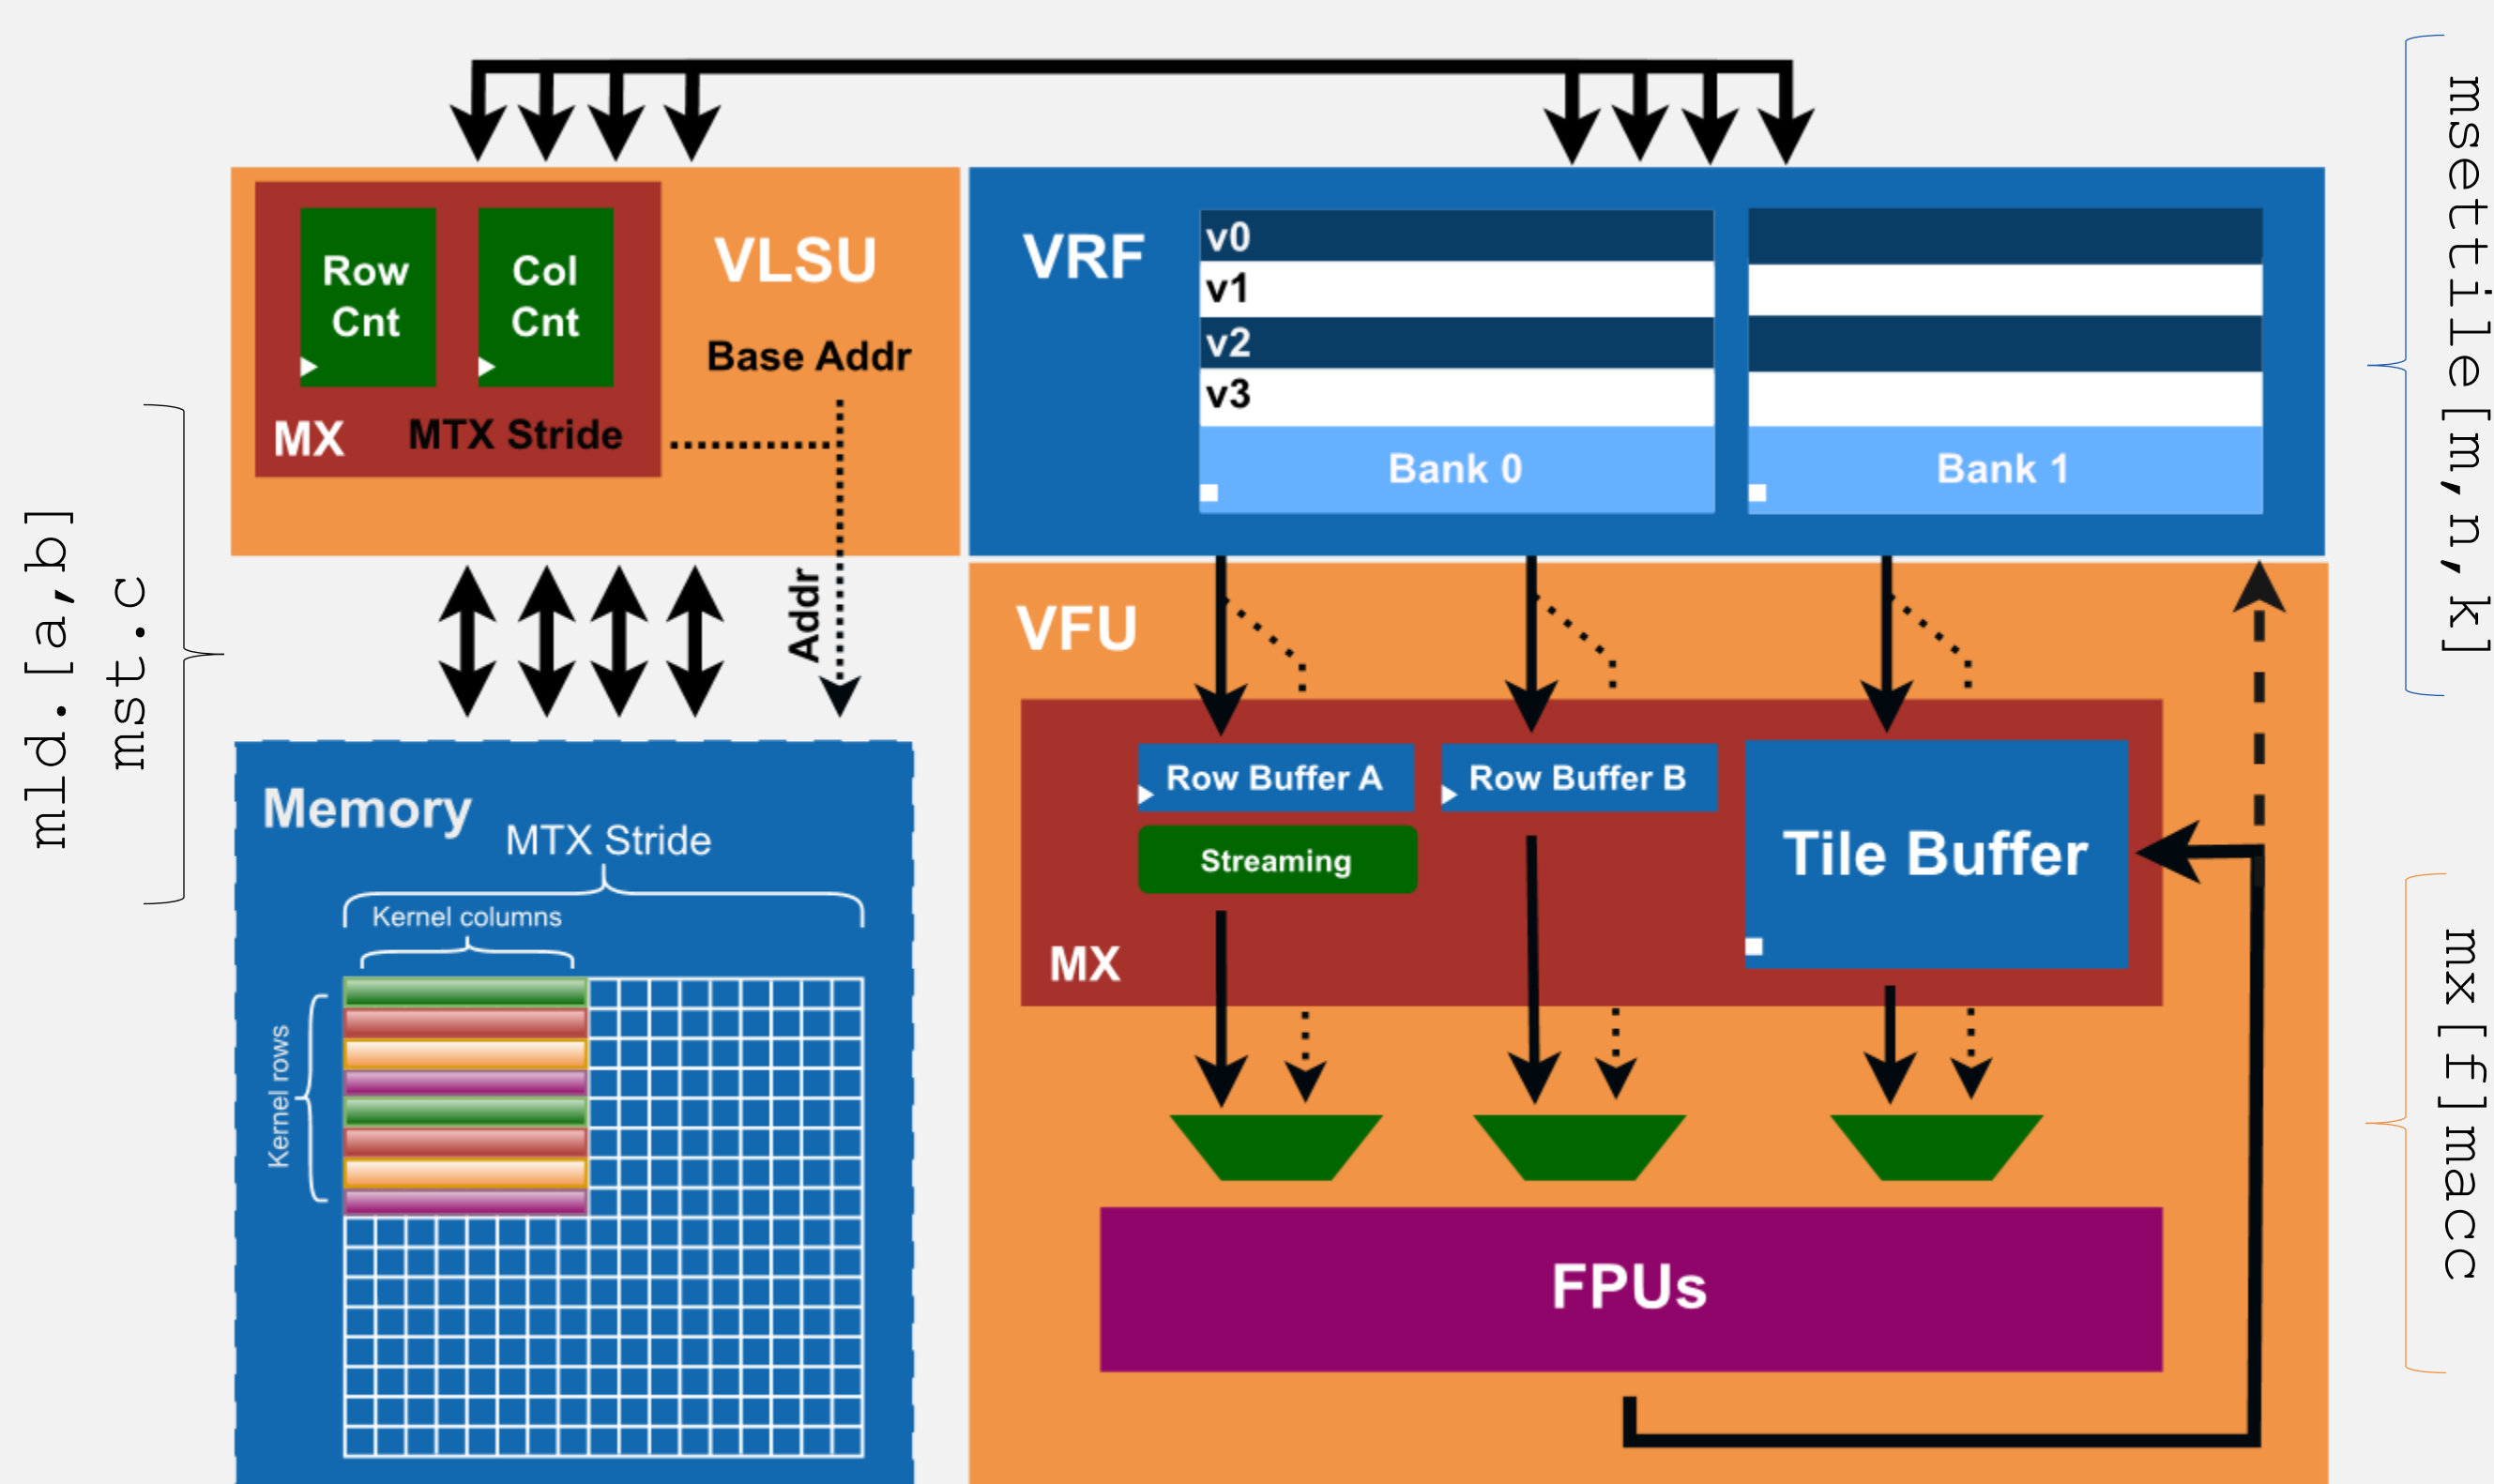 mld.[a,b]
mst.c
Row
Cnt
Col
Cnt
MX
MTX Stride
VLSU
Base Addr
Addr
VRF
v0
v1
v2
v3
Bank 0
Bank 1
msettile[m,n,k]
Memory
MTX Stride
Kernel columns
Kernel rows
VFU
Row Buffer A
Row Buffer B
Streaming
Tile Buffer
MX
FPUs
mx[f]macc